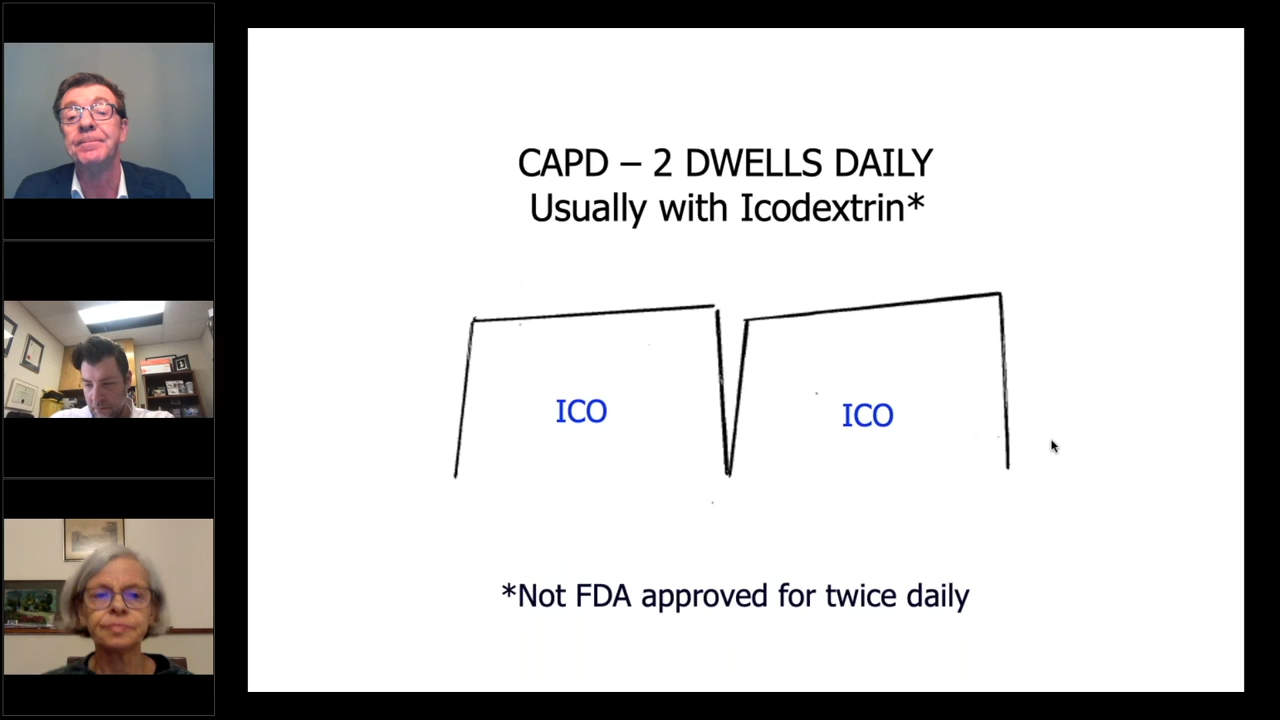 CAPD – 2 DWELLS DAILY
Usually with Icodextrin*
ICO
ICO
*Not FDA approved for twice daily